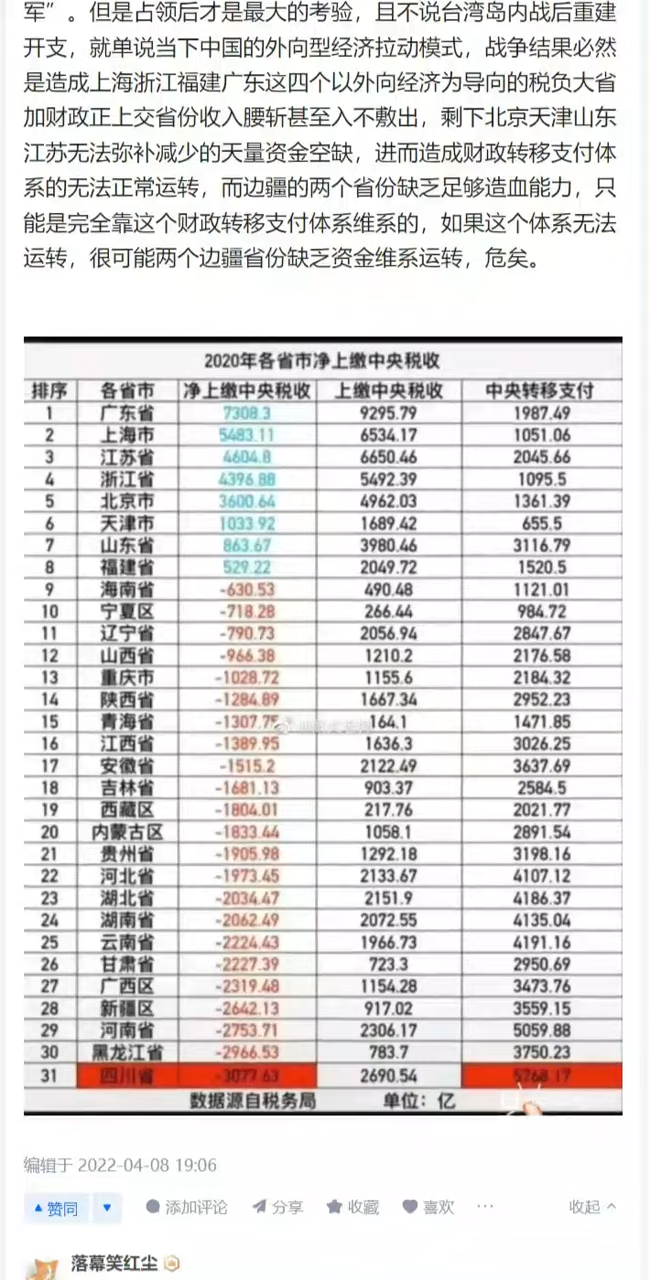 军”。但是占领后才是最大的考验，且不说台湾岛内战后重建
开支，就单说当下中国的外向型经济拉动模式，战争结果必然
是造成上海浙江福建广东这四个以外向经济为导向的税负大省
加财政正上交省份收入腰斩甚至入不敷出，剩下北京天津山东
江苏无法弥补减少的天量资金空缺，进而造成财政转移支付体
系的无法正常运转，而边疆的两个省份缺乏足够造血能力，只
能是完全靠这个财政转移支付体系维系的，如果这个体系无法
运转，很可能两个边疆省份缺乏资金维系运转，危矣。
2020年各省市净上缴中央税收
排序 各省市 净上缴中央税收 上缴中央税收 中央转移支付
1 广东省 7308.3 9295.79 1987.49
2 上海市 5483.11 6534.17 1051.06
3 江苏省 4604.8 6650.46 2045.66
4 浙江省 4396.88 5492.39 1095.5
5 北京市 3600.64 4962.03 1361.39
6 天津市 1033.92 1689.42 655.5
7 山东省 863.67 3980.46 3116.79
8 福建省 529.22 2049.72 1520.5
9 海南省 -630.53 490.48 1121.01
10 宁夏区 -718.28 266.44 984.72
11 辽宁省 -790.73 2056.94 2847.67
12 山西省 -966.38 1210.2 2176.58
13 重庆市 -1028.72 1155.6 2184.32
14 陕西省 -1284.89 1667.34 2952.23
15 青海省 -1307.75 164.1 1471.85
16 江西省 -1389.95 1636.3 3026.25
17 安徽省 -1515.2 2122.49 3637.69
18 吉林省 -1681.13 903.37 2584.5
19 西藏区 -1804.01 217.76 2021.77
20 内蒙古区 -1833.44 1058.1 2891.54
21 贵州省 -1905.98 1292.18 3198.16
22 河北省 -1973.45 2133.67 4107.12
23 湖北省 -2034.47 2151.9 4186.37
24 湖南省 -2062.49 2072.55 4135.04
25 云南省 -2224.43 1966.73 4191.16
26 甘肃省 -2227.39 723.3 2950.69
27 广西区 -2319.48 1154.28 3473.76
28 新疆区 -2642.13 917.02 3559.15
29 河南省 -2753.71 2306.17 5059.88
30 黑龙江省 -2966.53 783.7 3750.23
31 四川省 -3077.63 2690.54 5768.17
数据源自税务局 单位：亿
编辑于 2022-04-08 19:06
赞同 添加评论 分享 收藏 喜欢 ··· 收起
落幕笑红尘